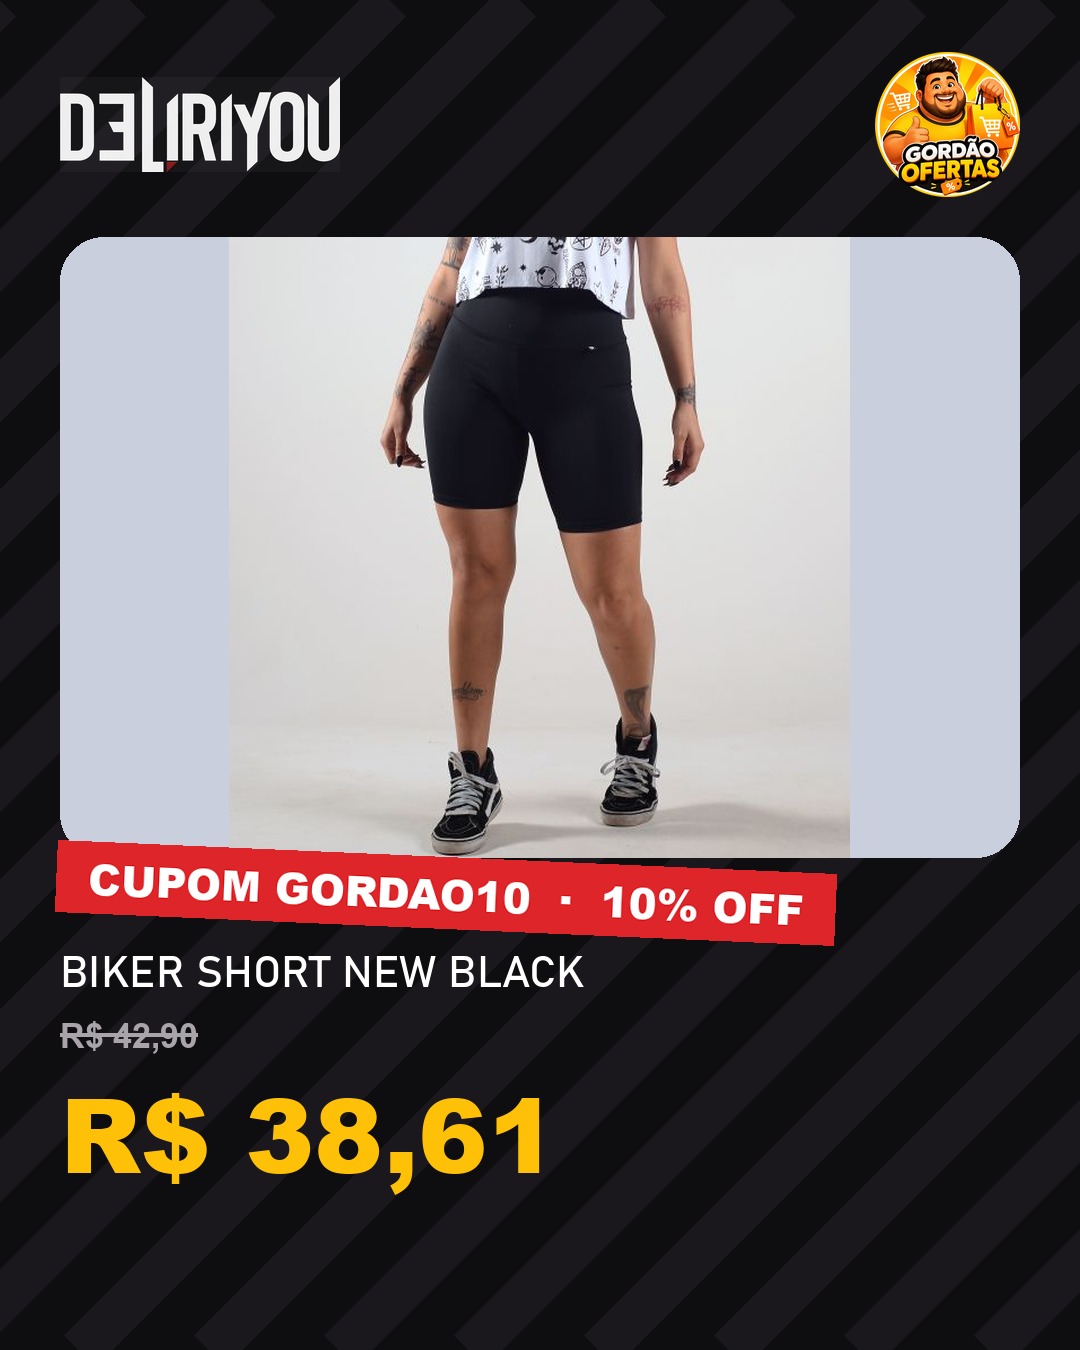 DELIRIYOU
GORDÃO
OFERTAS
CUPOM GORDAO10 · 10% OFF
BIKER SHORT NEW BLACK
R$ 42,90
R$ 38,61